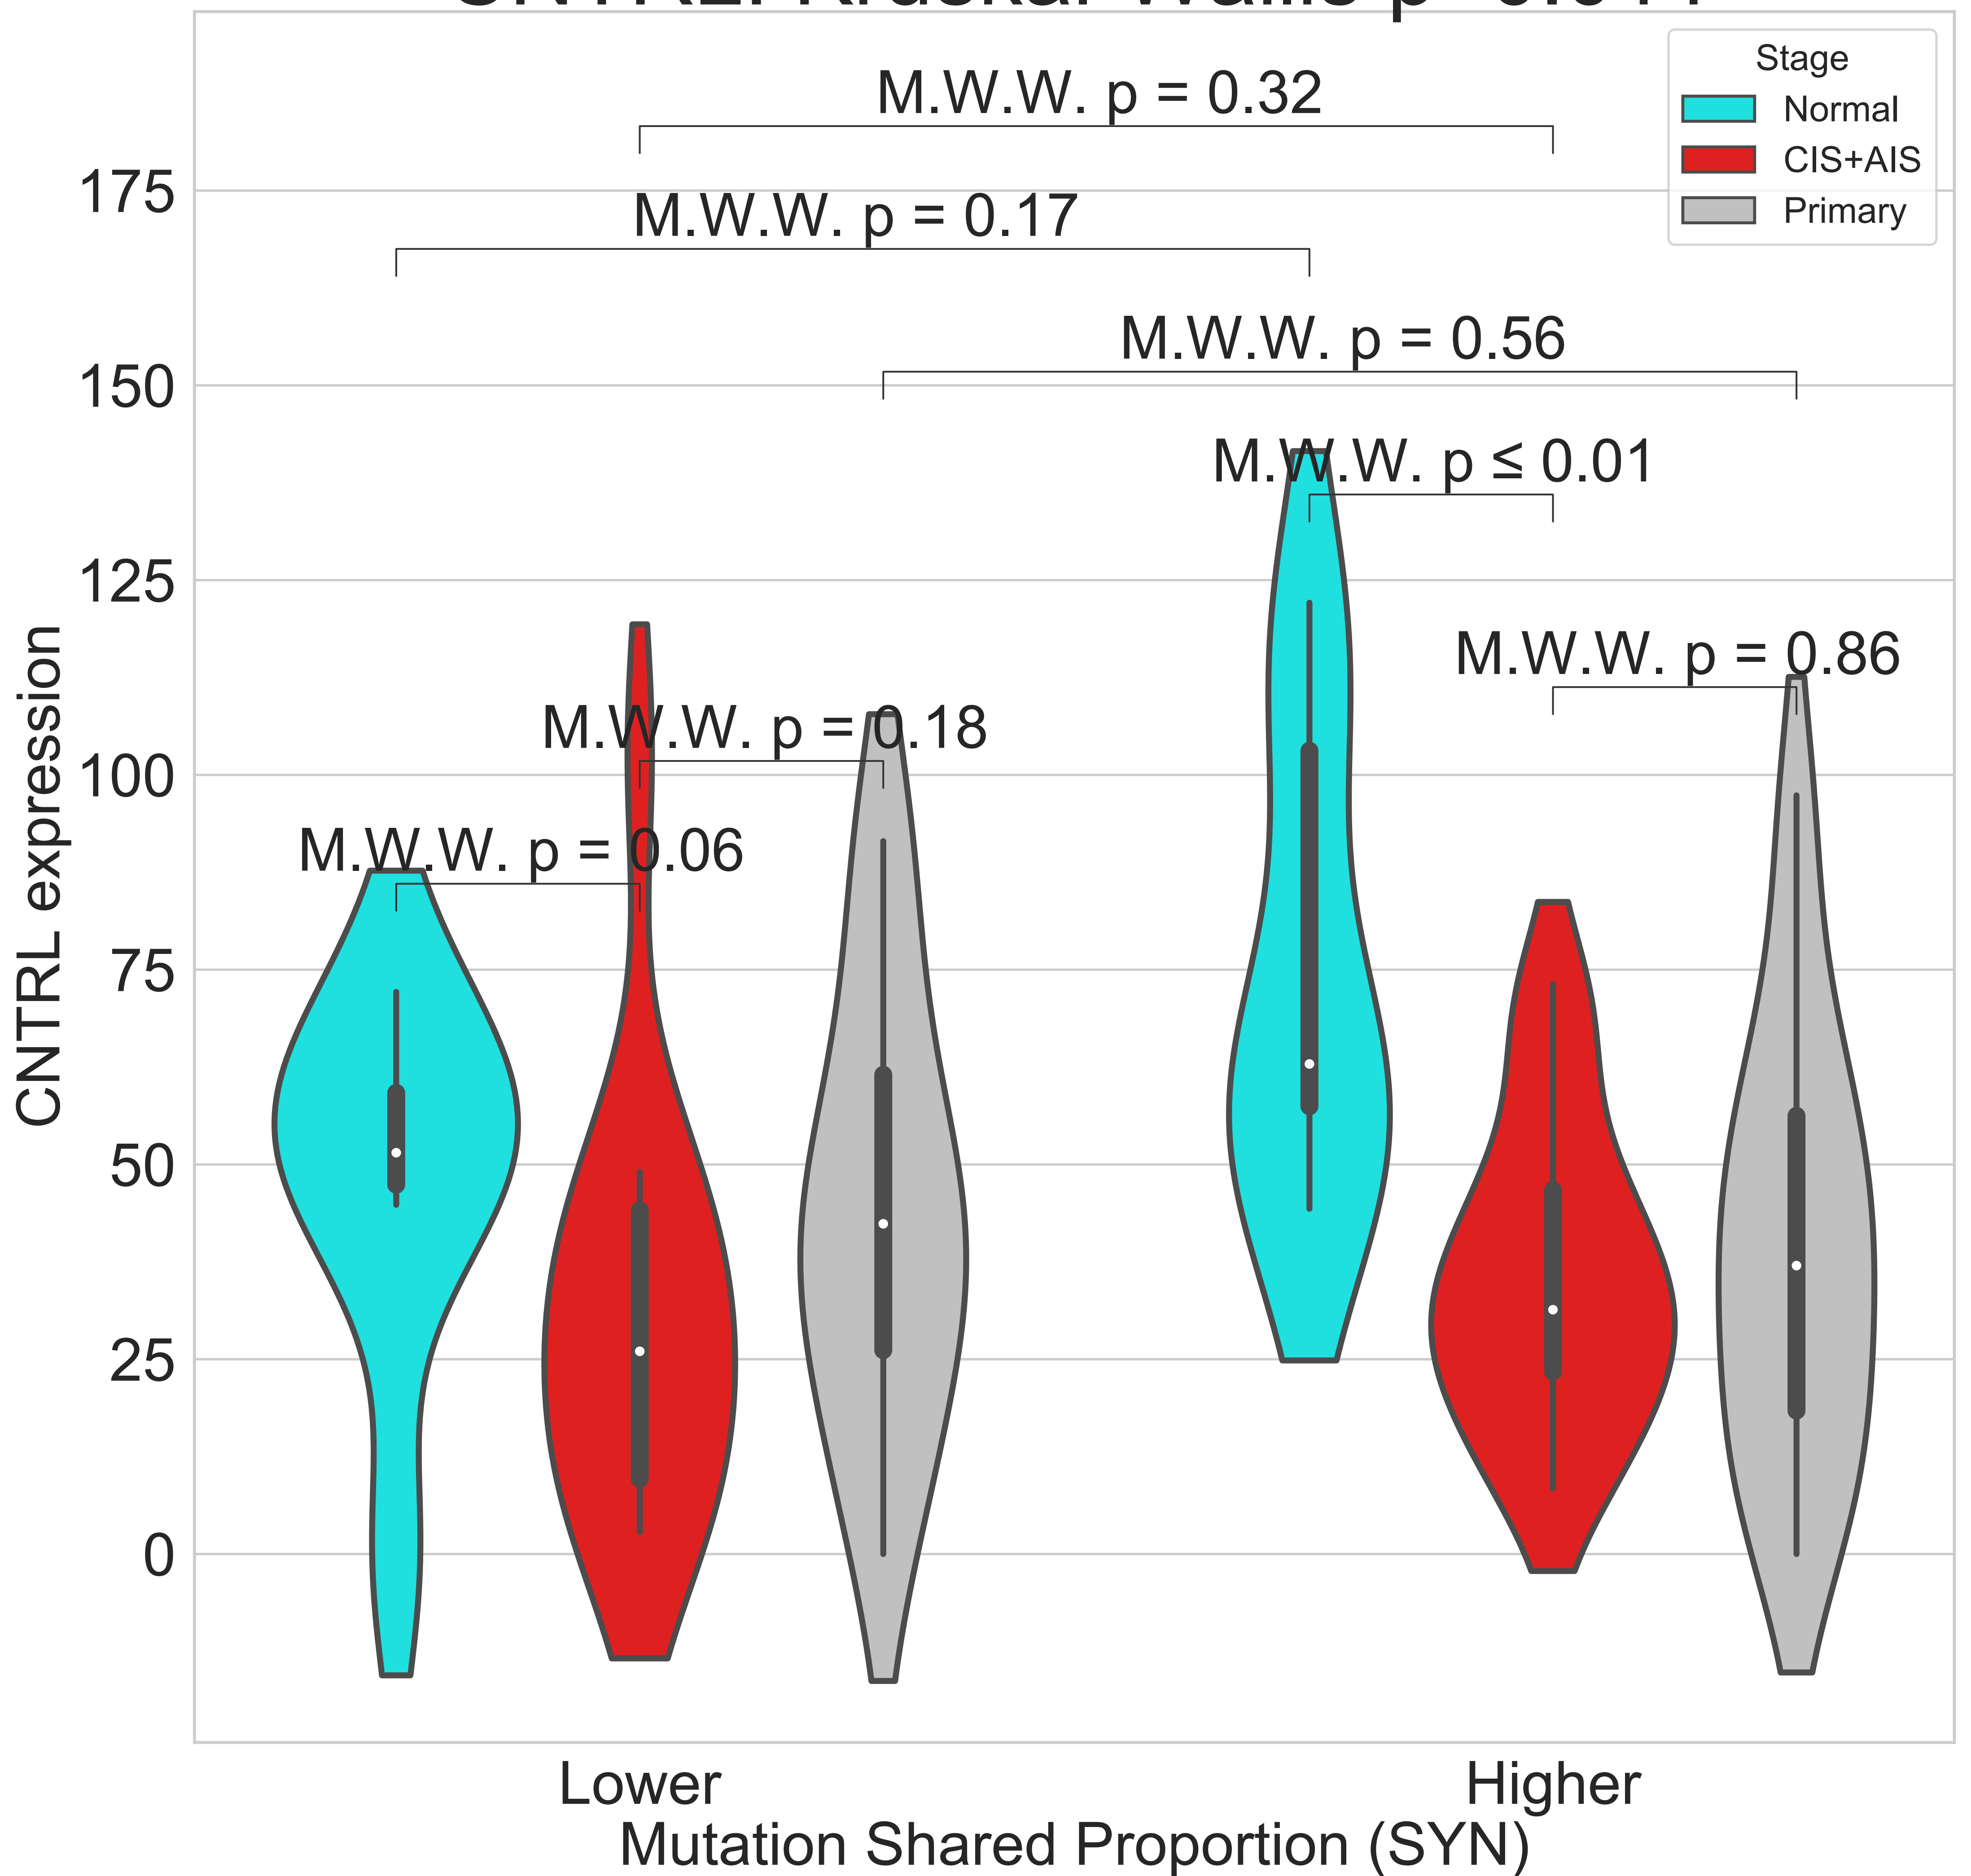 Stage
Normal
CIS+AIS
Primary
M.W.W. p = 0.32
M.W.W. p = 0.17
M.W.W. p = 0.56
M.W.W. p ≤ 0.01
M.W.W. p = 0.86
M.W.W. p = 0.18
M.W.W. p = 0.06
175
150
125
100
75
50
25
0
CNTRL expression
Lower
Higher
Mutation Shared Proportion (SYN)